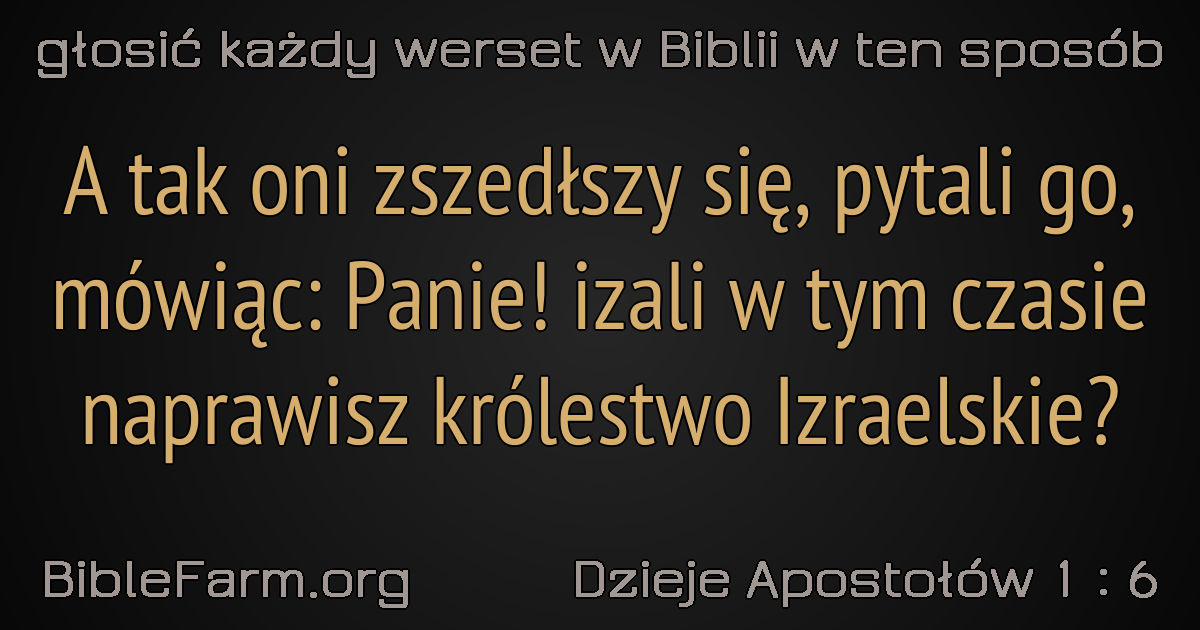 głosić każdy werset w Biblii w ten sposób
A tak oni zszedłszy się, pytali go,
mówiąc: Panie! izali w tym czasie
naprawisz królestwo Izraelskie?
BibleFarm.org
Dzieje Apostołów 1 : 6